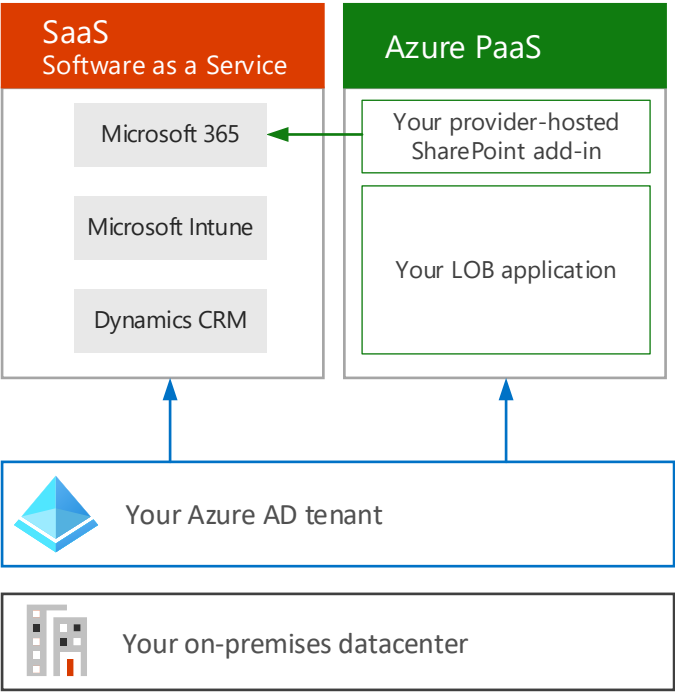 SaaS
Software as a Service
Azure PaaS
Microsoft 365
Your provider-hosted
SharePoint add-in
Microsoft Intune
Your LOB application
Dynamics CRM
Your Azure AD tenant
Your on-premises datacenter